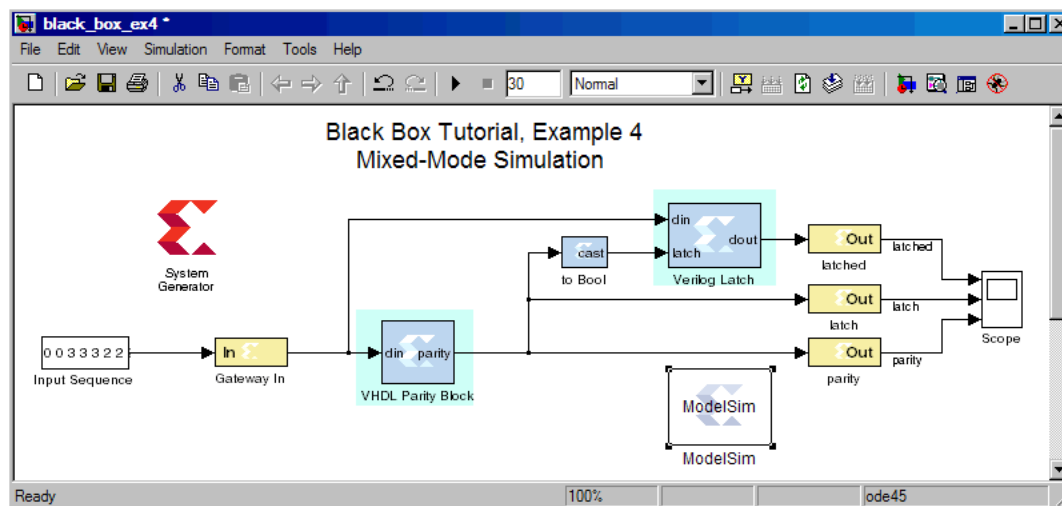 black_box_ex4 *
File Edit View Simulation Format Tools Help
30 Normal
Black Box Tutorial, Example 4
Mixed-Mode Simulation
System
Generator
0 0 3 3 3 2 2
Input Sequence
In
Gateway In
din parity
VHDL Parity Block
cast
to Bool
din
latch
dout
Verilog Latch
Out
latched
latched
Out
latch
latch
Out
parity
parity
Scope
ModelSim
ModelSim
Ready 100% ode45